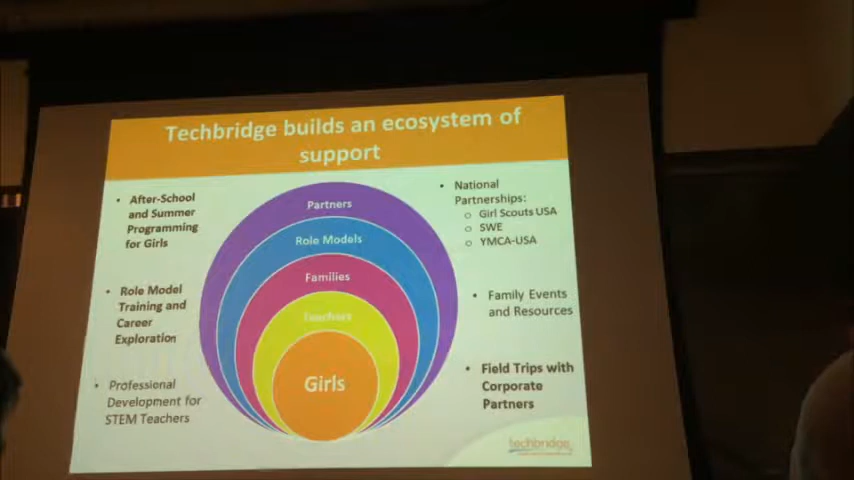 Techbridge builds an ecosystem of
support
• After-School
and Summer
Programming
for Girls
• Role Model
Training and
Career
Exploration
• Professional
Development for
STEM Teachers
Partners
Role Models
Families
Teachers
Girls
• National
Partnerships:
o Girl Scouts USA
o SWE
o YMCA-USA
• Family Events
and Resources
• Field Trips with
Corporate
Partners
techbridge